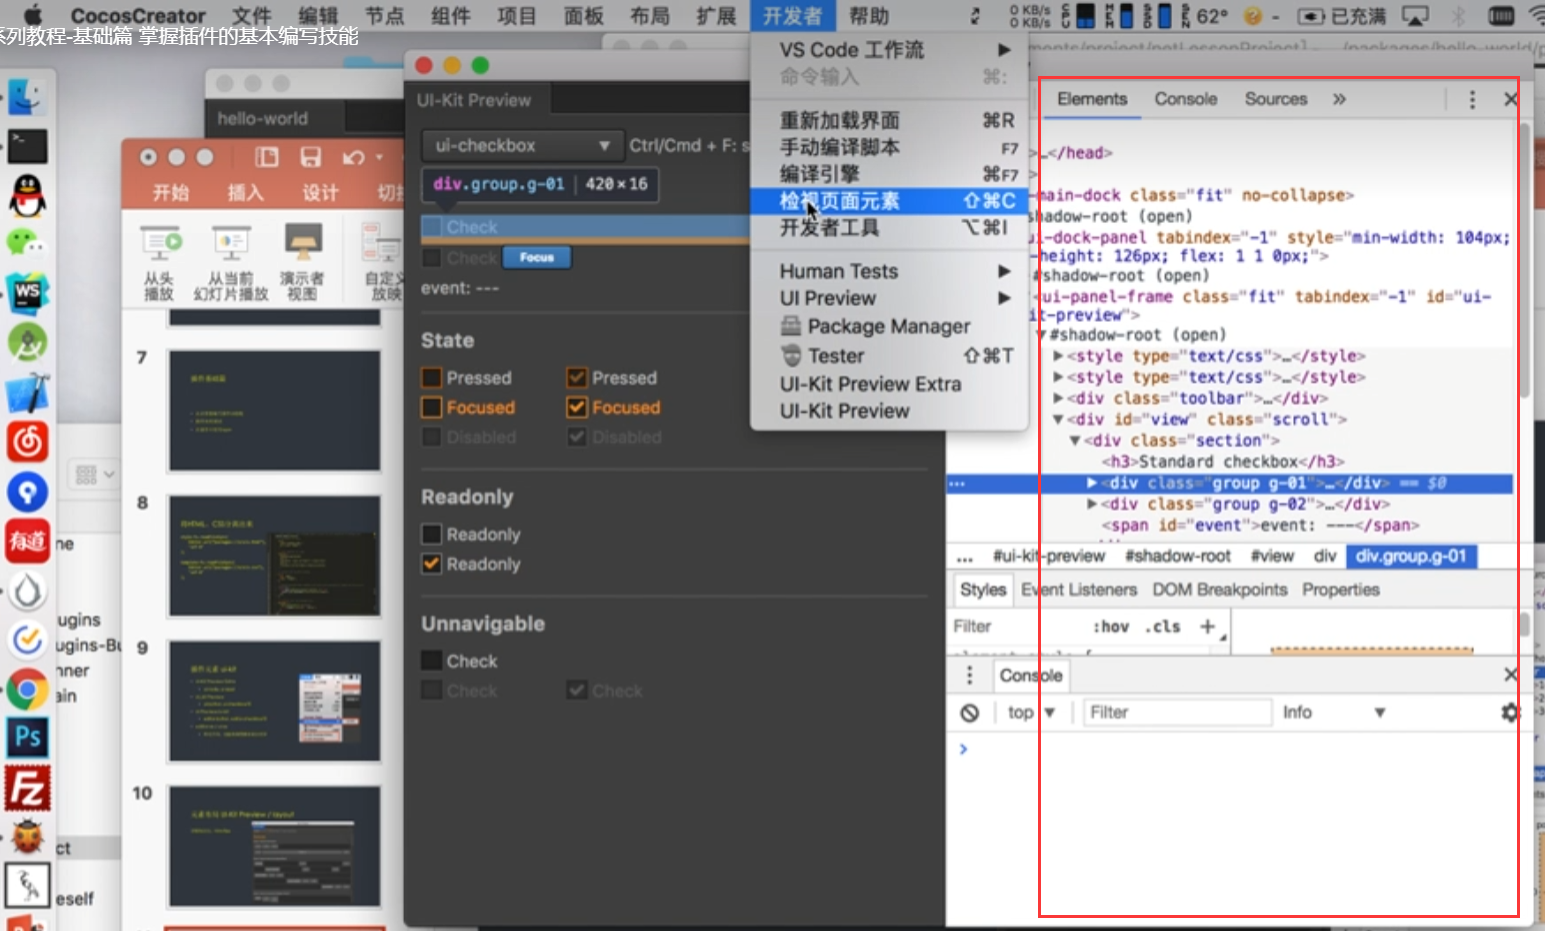 CocosCreator 文件 编辑 节点 组件 项目 面板 布局 扩展 开发者 帮助
0 KB/s
0 KB/s
62°
已充满
系列教程-基础篇 掌握插件的基本编写技能
hello-world
开始 插入 设计
从头
播放
从当前
幻灯片播放
演示者
视图
7
8
9
10
UI-Kit Preview
ui-checkbox
Ctrl/Cmd + F: s
div.group.g-01 | 420×16
Check
Check
Focus
event: ---
State
Pressed
Pressed
Focused
Focused
Disabled
Disabled
Readonly
Readonly
Readonly
Unnavigable
Check
Check
Check
VS Code 工作流
命令输入 ⌘:
重新加载界面 ⌘R
手动编译脚本 F7
编译引擎 ⌘F7
检视页面元素 ⇧⌘C
开发者工具 ⌥⌘I
Human Tests
UI Preview
Package Manager
Tester ⇧⌘T
UI-Kit Preview Extra
UI-Kit Preview
Elements Console Sources »
…</head>
-main-dock class="fit" no-collapse>
shadow-root (open)
ui-dock-panel tabindex="-1" style="min-width: 104px;
-height: 126px; flex: 1 1 0px;">
#shadow-root (open)
<ui-panel-frame class="fit" tabindex="-1" id="ui-
it-preview">
▼#shadow-root (open)
▶<style type="text/css">…</style>
▶<style type="text/css">…</style>
▶<div class="toolbar">…</div>
▼<div id="view" class="scroll">
▼<div class="section">
<h3>Standard checkbox</h3>
▶<div class="group g-01">…</div> == $0
▶<div class="group g-02">…</div>
<span id="event">event: ---</span>
... #ui-kit-preview #shadow-root #view div div.group.g-01
Styles Event Listeners DOM Breakpoints Properties
Filter :hov .cls +
Console
top ▼ Filter Info ▼
有道
WS
Ps
Fz
ugins
ugins-Bu
nner
ain
ct
eself